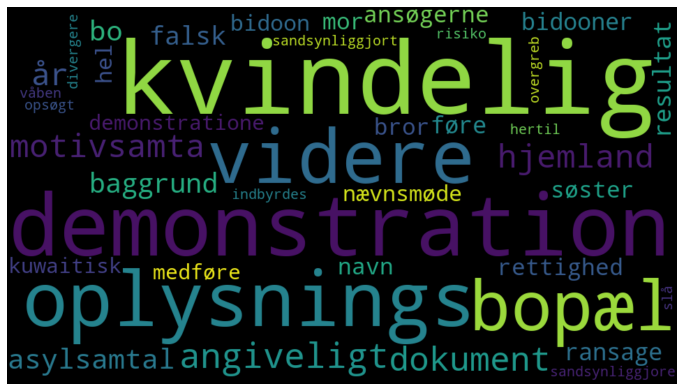 divergere bo falsk bidoon mor ansøgerne bidooner
sandsynliggjort risiko
år hel kvindelig overgreb resultat
våben
opsøgt
demonstratione bror føre hertil
motivsamta videre hjemland
baggrund indbyrdes nævnsmøde søster
demonstration
kuwaitisk medføre navn rettighed
oplysnings bopæl slå
asylsamtal angiveligt dokument ransage
sandsynliggjore